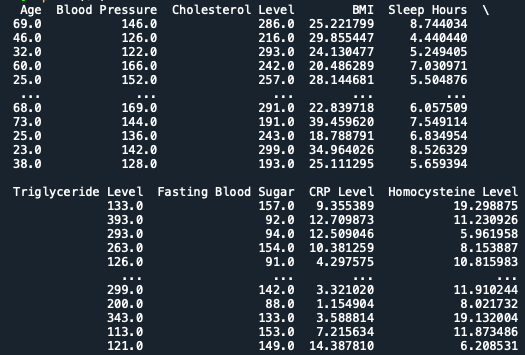 Age Blood Pressure Cholesterol Level BMI Sleep Hours \
69.0 146.0 286.0 25.221799 8.744034
46.0 126.0 216.0 29.855447 4.440440
32.0 122.0 293.0 24.130477 5.249405
60.0 166.0 242.0 20.486289 7.030971
25.0 152.0 257.0 28.144681 5.504876
... ... ... ... ...
68.0 169.0 291.0 22.839718 6.057509
73.0 144.0 191.0 39.459620 7.549114
25.0 136.0 243.0 18.788791 6.834954
23.0 142.0 299.0 34.964026 8.526329
38.0 128.0 193.0 25.111295 5.659394
Triglyceride Level Fasting Blood Sugar CRP Level Homocysteine Level
133.0 157.0 9.355389 19.298875
393.0 92.0 12.709873 11.230926
293.0 94.0 12.509046 5.961958
263.0 154.0 10.381259 8.153887
126.0 91.0 4.297575 10.815983
... ... ... ...
299.0 142.0 3.321020 11.910244
200.0 88.0 1.154904 8.021732
343.0 133.0 3.588814 19.132004
113.0 153.0 7.215634 11.873486
121.0 149.0 14.387810 6.208531